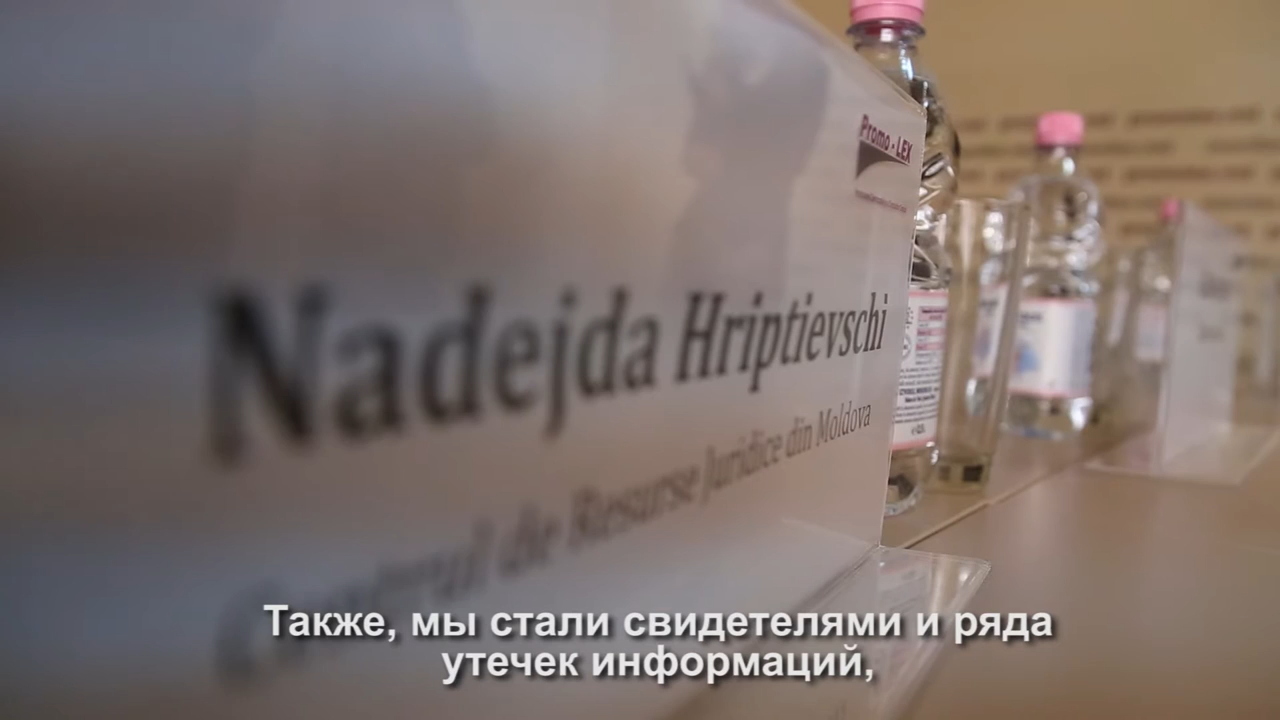 Promo - LEX
Nadejda Hriptievschi
Centrul de Resurse Juridice din Moldova
Также, мы стали свидетелями и ряда
утечек информаций,